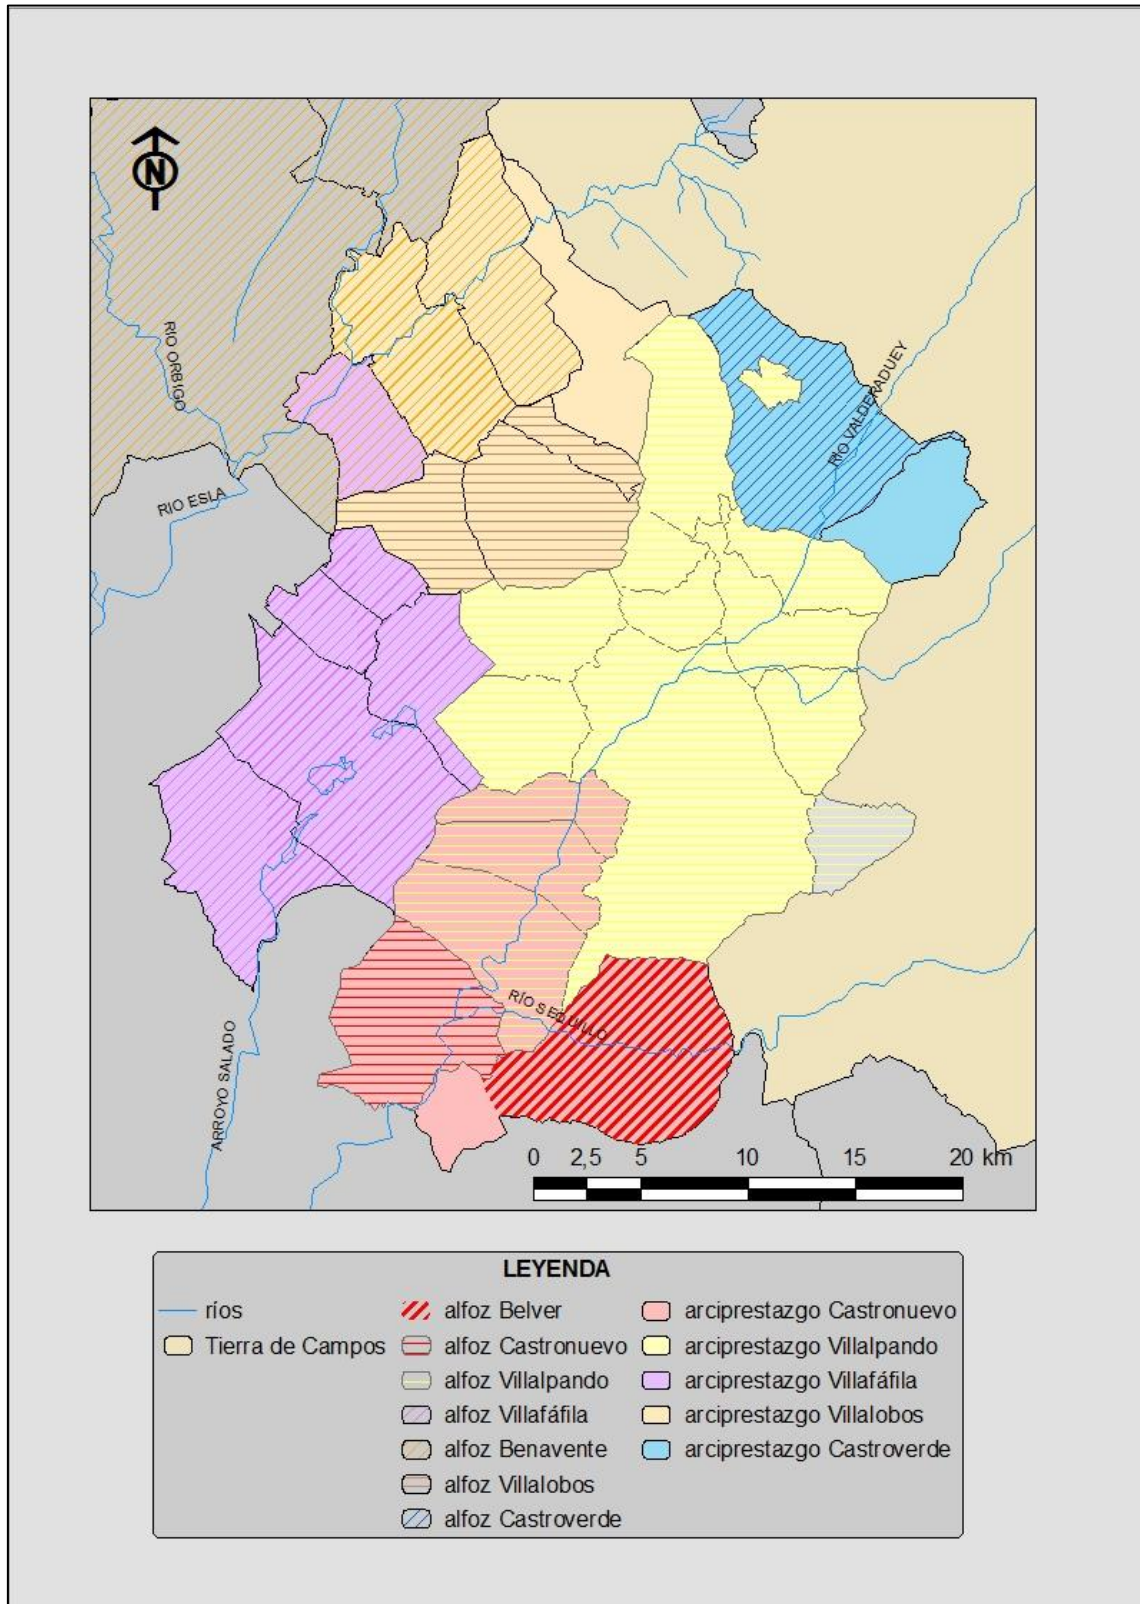 N
RIO ORBIGO
RIO ESLA
RÍO VALDERADUEY
RÍO SEQUILLO
ARROYO SALADO
0 2,5 5 10 15 20 km
LEYENDA
ríos
Tierra de Campos
alfoz Belver
alfoz Castronuevo
alfoz Villalpando
alfoz Villafáfila
alfoz Benavente
alfoz Villalobos
alfoz Castroverde
arciprestazgo Castronuevo
arciprestazgo Villalpando
arciprestazgo Villafáfila
arciprestazgo Villalobos
arciprestazgo Castroverde